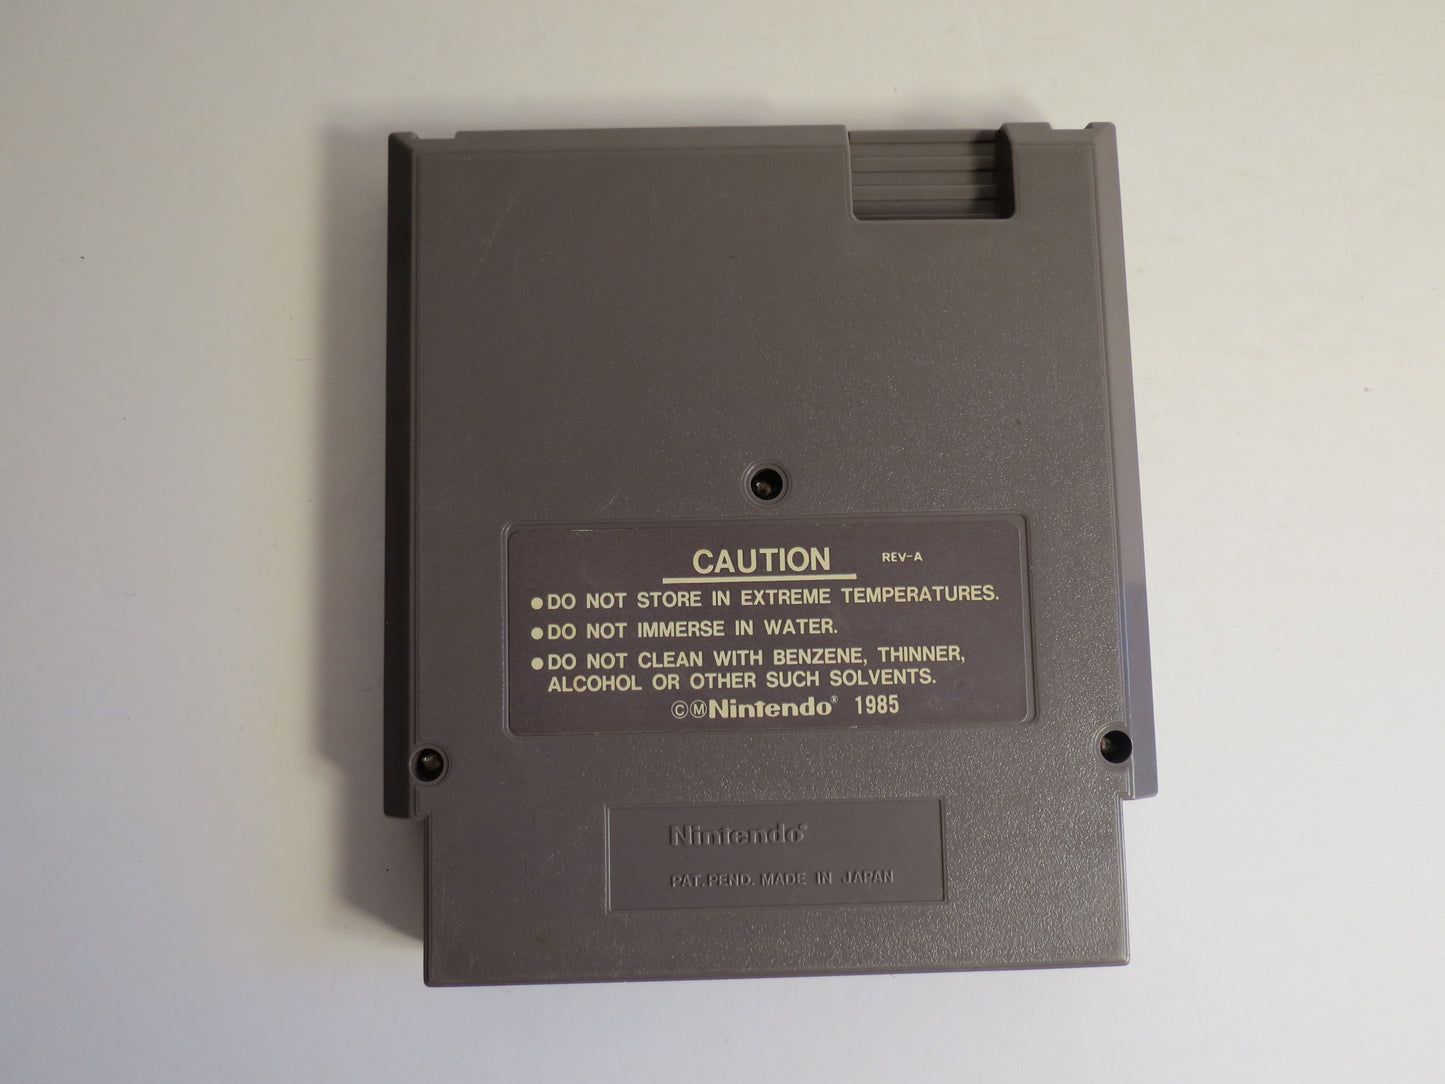 CAUTION REV-A
●DO NOT STORE IN EXTREME TEMPERATURES.
●DO NOT IMMERSE IN WATER.
●DO NOT CLEAN WITH BENZENE, THINNER,
ALCOHOL OR OTHER SUCH SOLVENTS.
©ⓂNintendo® 1985
Nintendo®
PAT. PEND. MADE IN JAPAN